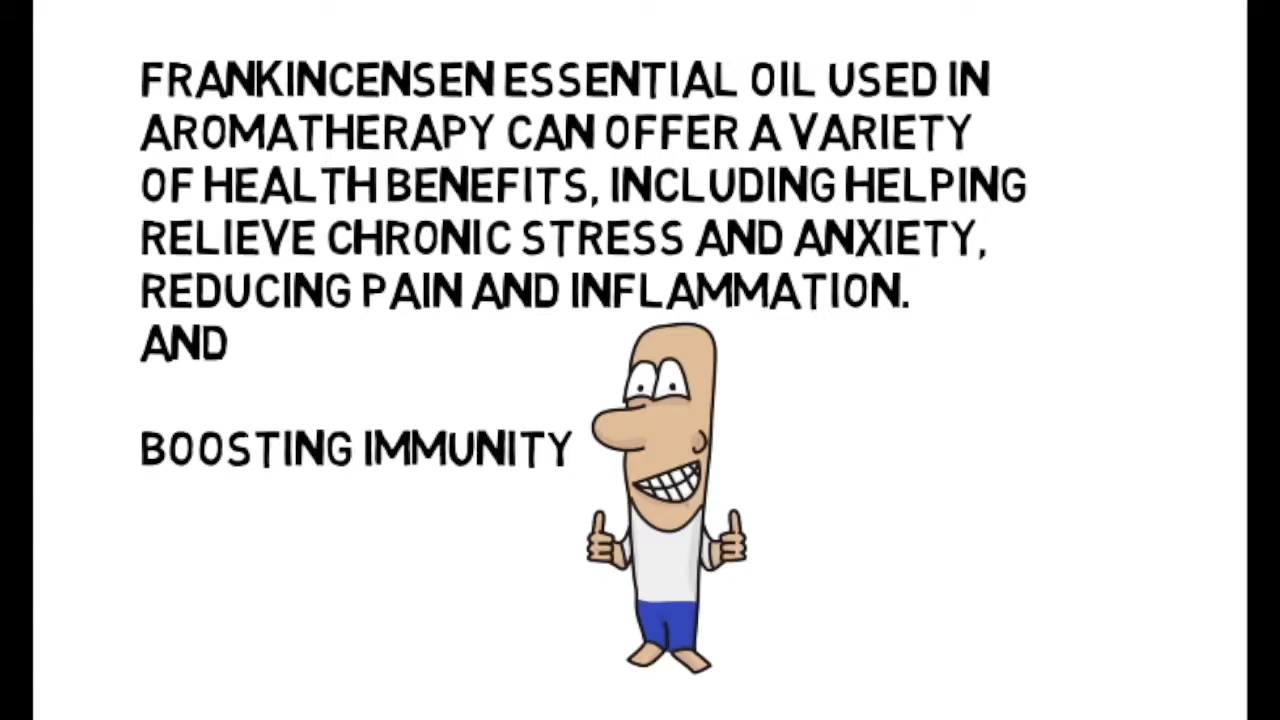 FRANKINCENSEN ESSENTIAL OIL USED IN
AROMATHERAPY CAN OFFER A VARIETY
OF HEALTH BENEFITS, INCLUDING HELPING
RELIEVE CHRONIC STRESS AND ANXIETY,
REDUCING PAIN AND INFLAMMATION.
AND
BOOSTING IMMUNITY